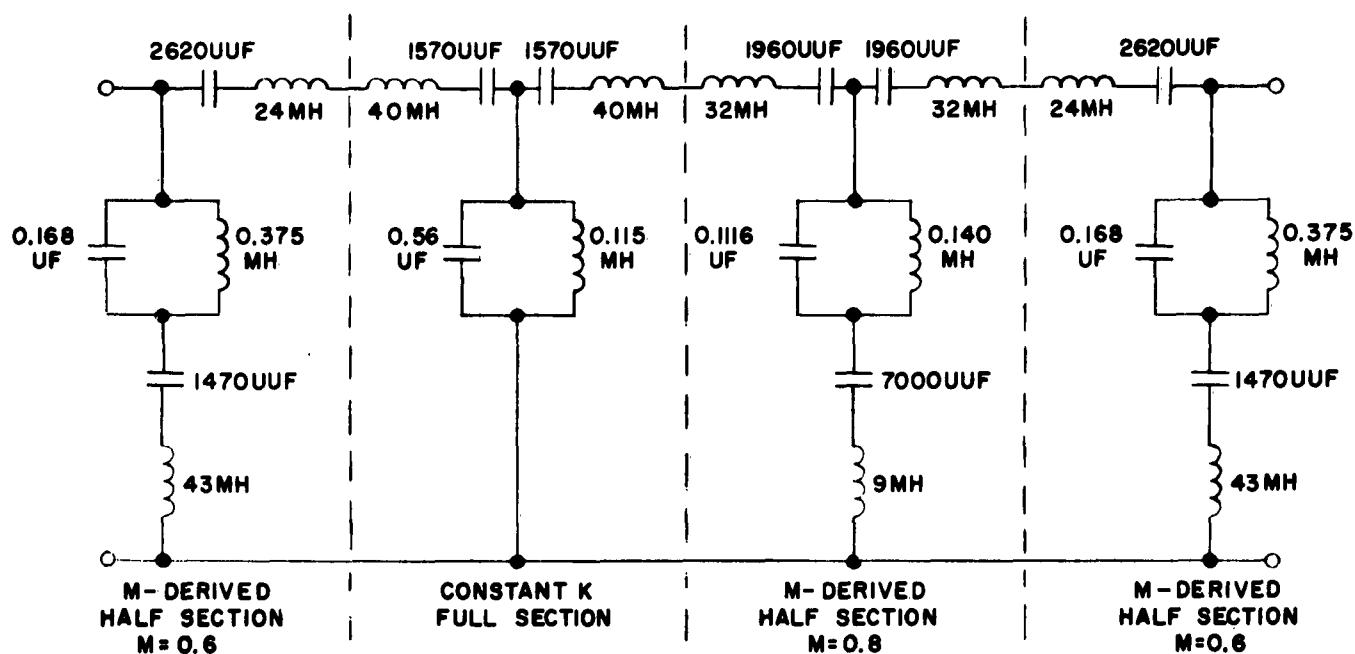 2620UUF
1570UUF 1570UUF
1960UUF 1960UUF
2620UUF
24MH
40MH
40MH
32MH
32MH
24MH
0.168
UF
0.375
MH
0.56
UF
0.115
MH
0.1116
UF
0.140
MH
0.168
UF
0.375
MH
1470UUF
7000UUF
1470UUF
43MH
9MH
43MH
M-DERIVED
HALF SECTION
M=0.6
CONSTANT K
FULL SECTION
M-DERIVED
HALF SECTION
M=0.8
M-DERIVED
HALF SECTION
M=0.6